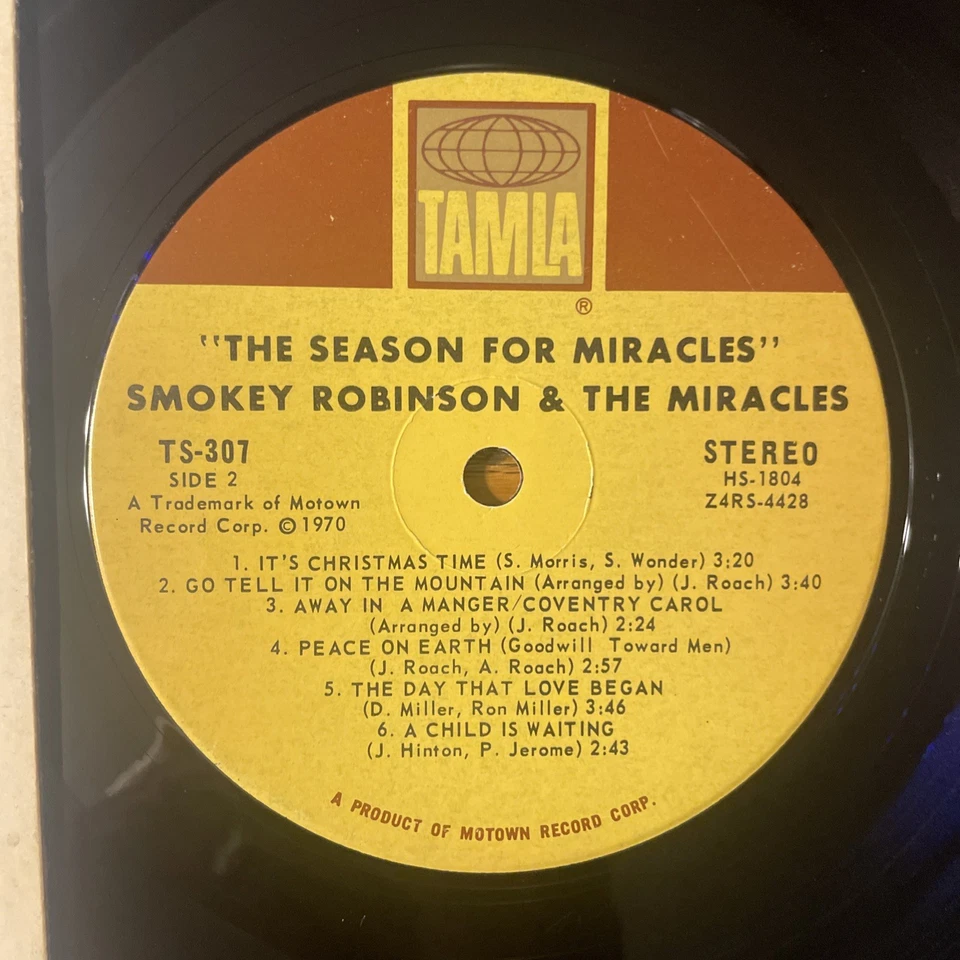 TAMLA
®
"THE SEASON FOR MIRACLES"
SMOKEY ROBINSON & THE MIRACLES
TS-307
SIDE 2
A Trademark of Motown
Record Corp. ©1970
STEREO
HS-1804
Z4RS-4428
1. IT'S CHRISTMAS TIME (S. Morris, S. Wonder) 3:20
2. GO TELL IT ON THE MOUNTAIN (Arranged by) (J. Roach) 3:40
3. AWAY IN A MANGER/COVENTRY CAROL
(Arranged by) (J. Roach) 2:24
4. PEACE ON EARTH (Goodwill Toward Men)
(J. Roach, A. Roach) 2:57
5. THE DAY THAT LOVE BEGAN
(D. Miller, Ron Miller) 3:46
6. A CHILD IS WAITING
(J. Hinton, P. Jerome) 2:43
A PRODUCT OF MOTOWN RECORD CORP.